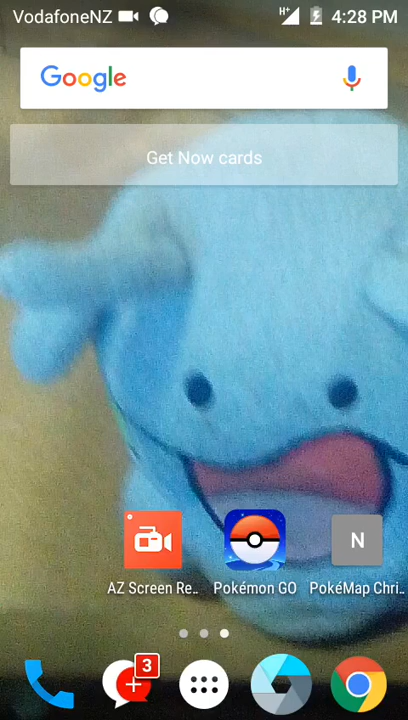 VodafoneNZ
H+
4:28 PM
Google
Get Now cards
N
AZ Screen Re..
Pokémon GO
PokéMap Chri..
3